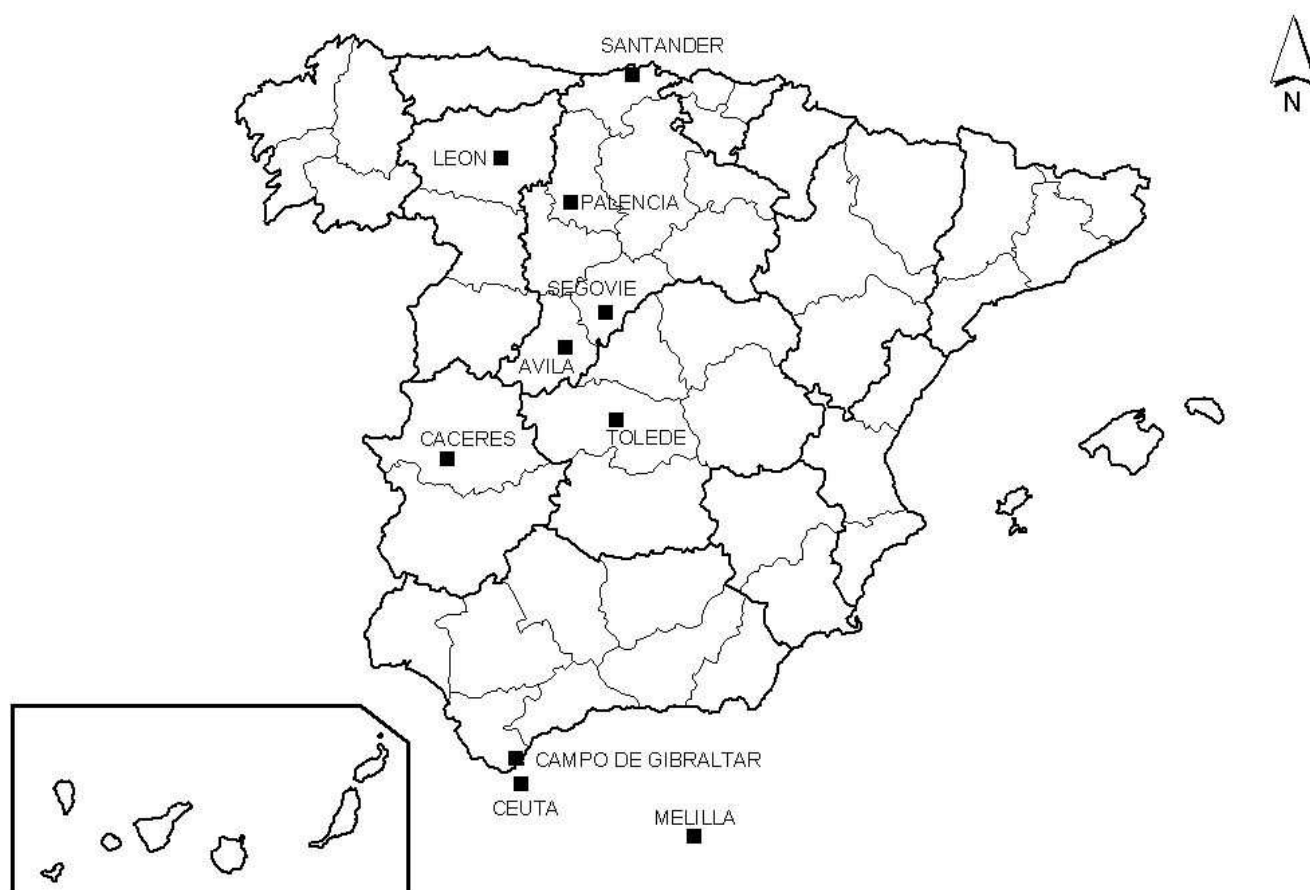 SANTANDER
N
LEON
PALENCIA
SEGOVIE
AVILA
CACERES
TOLEDE
CAMPO DE GIBRALTAR
CEUTA
MELILLA